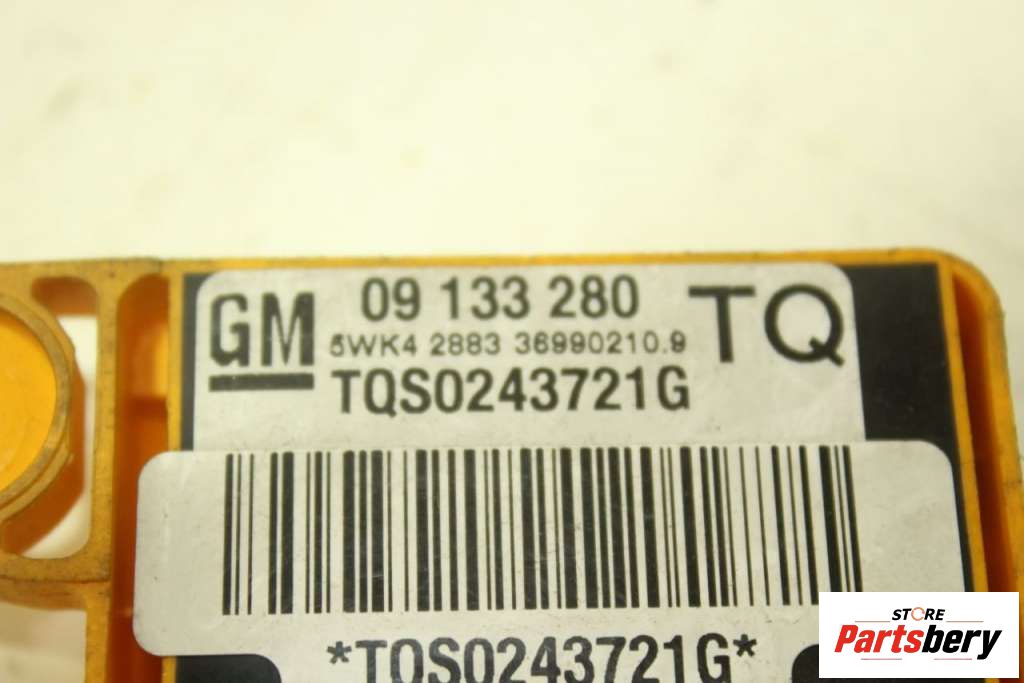 GM 09 133 280 TQ
5WK4 2883 36990210.9
TQS0243721G
*TQS0243721G*
STORE
Partsbery